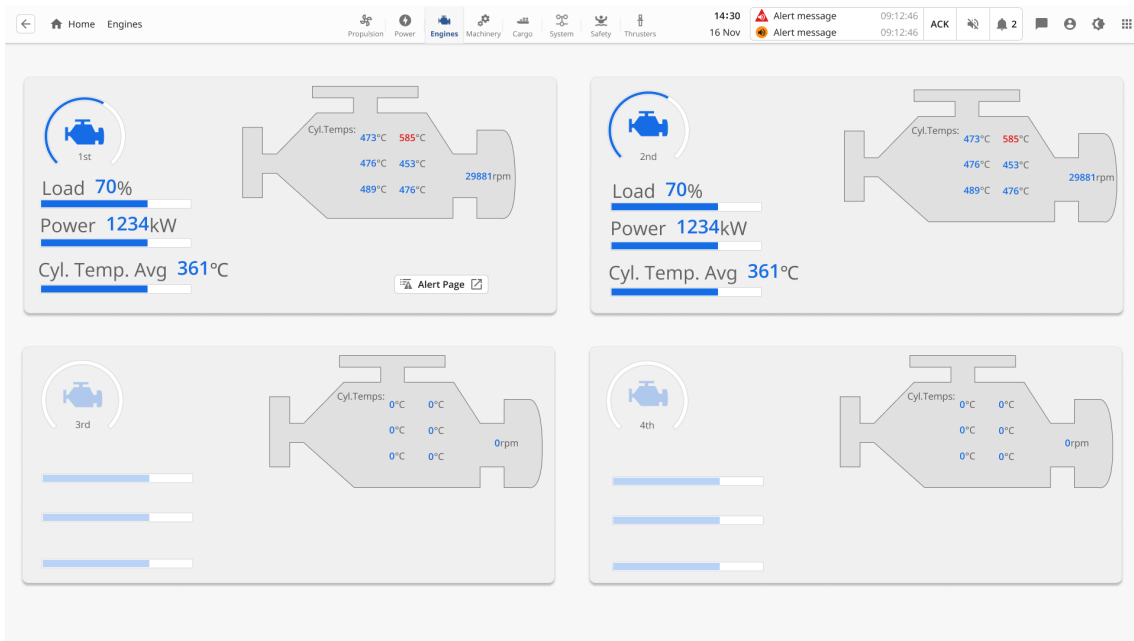 Home Engines
Propulsion Power Engines Machinery Cargo System Safety Thrusters
14:30
16 Nov
Alert message 09:12:46
Alert message 09:12:46
ACK
2
1st
Load 70%
Power 1234kW
Cyl. Temp. Avg 361°C
Cyl.Temps:
473°C 585°C
476°C 453°C
489°C 476°C
29881rpm
Alert Page
2nd
Load 70%
Power 1234kW
Cyl. Temp. Avg 361°C
Cyl.Temps:
473°C 585°C
476°C 453°C
489°C 476°C
29881rpm
3rd
Cyl.Temps:
0°C 0°C
0°C 0°C
0°C 0°C
0rpm
4th
Cyl.Temps:
0°C 0°C
0°C 0°C
0°C 0°C
0rpm